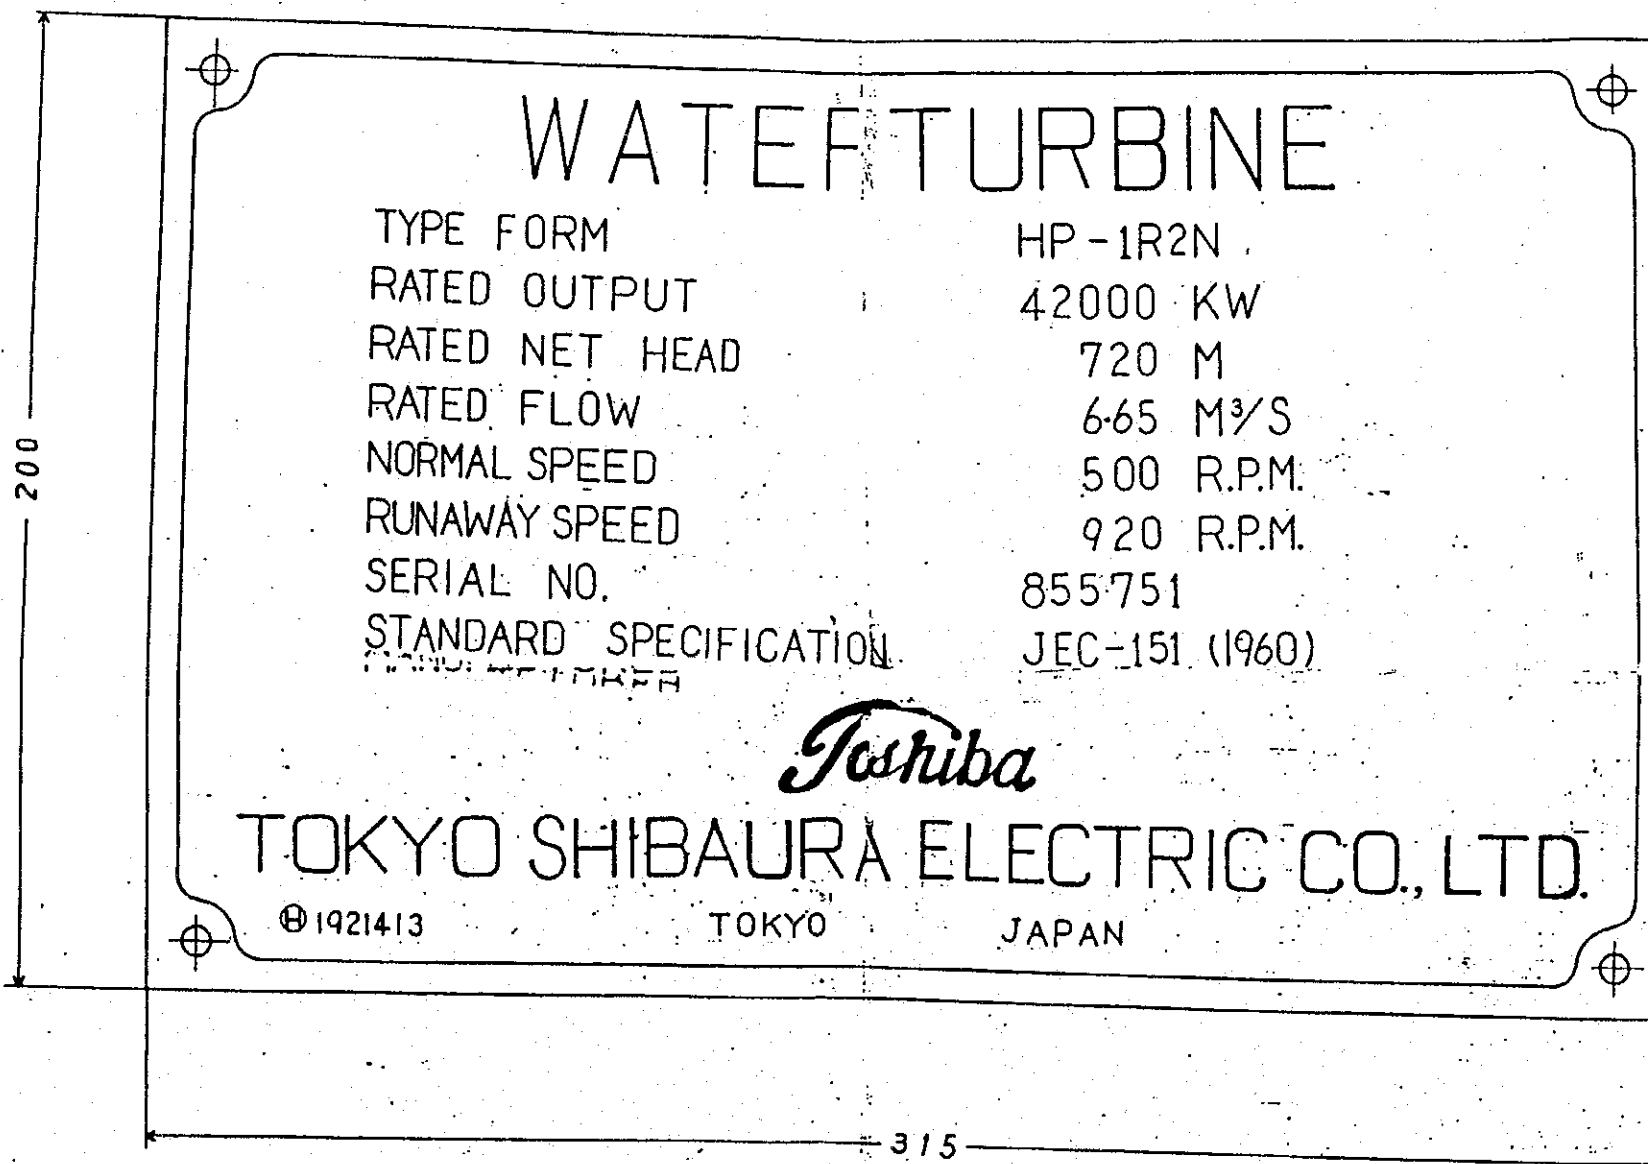 WATEF TURBINE
TYPE FORM HP-1R2N
RATED OUTPUT 42000 KW
RATED NET HEAD 720 M
RATED FLOW 6.65 M³/S
NORMAL SPEED 500 R.P.M.
RUNAWAY SPEED 920 R.P.M.
SERIAL NO. 855751
STANDARD SPECIFICATION JEC-151 (1960)
Toshiba
TOKYO SHIBAURA ELECTRIC CO., LTD.
Ⓗ1921413 TOKYO JAPAN
200
315